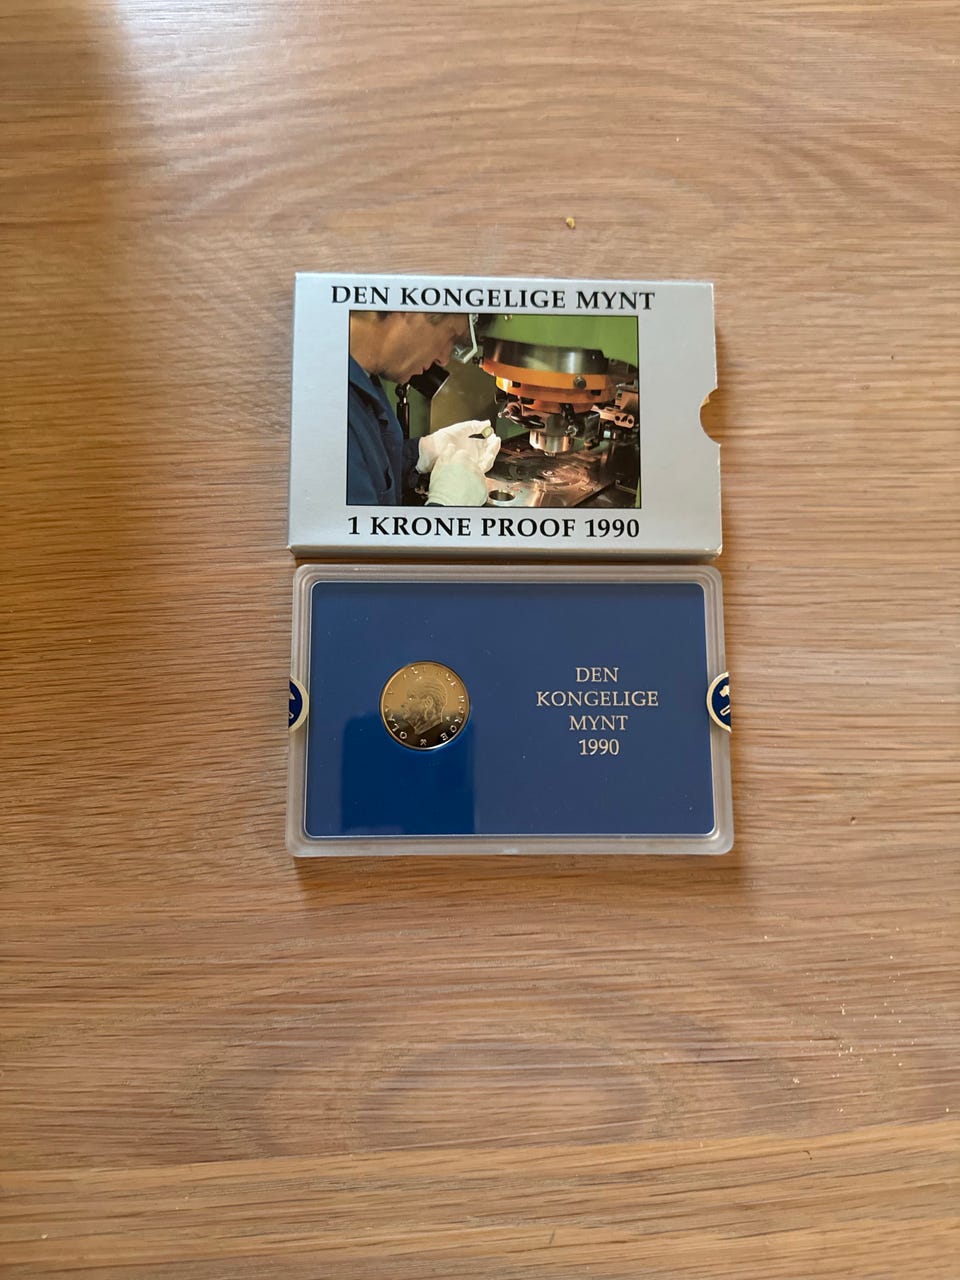 DEN KONGELIGE MYNT
1 KRONE PROOF 1990
DEN
KONGELIGE
MYNT
1990